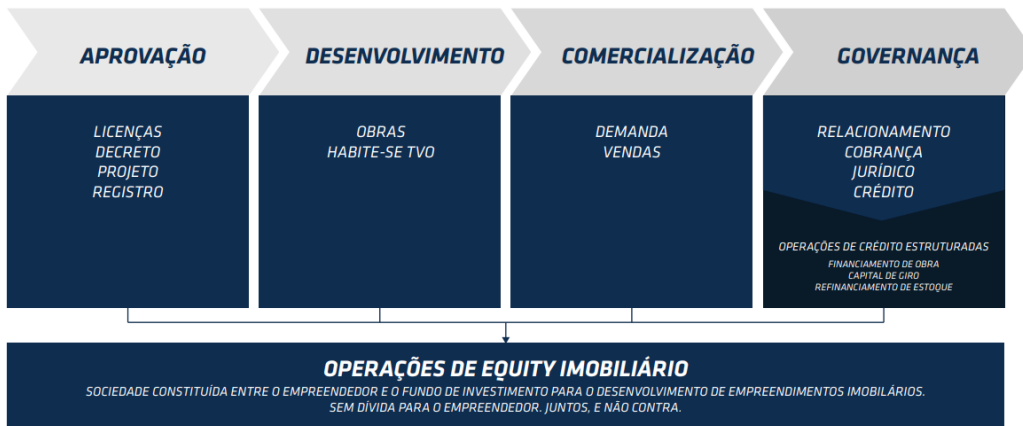 APROVAÇÃO
LICENÇAS
DECRETO
PROJETO
REGISTRO
DESENVOLVIMENTO
OBRAS
HABITE-SE TVO
COMERCIALIZAÇÃO
DEMANDA
VENDAS
GOVERNANÇA
RELACIONAMENTO
COBRANÇA
JURÍDICO
CRÉDITO
OPERAÇÕES DE CRÉDITO ESTRUTURADAS
FINANCIAMENTO DE OBRA
CAPITAL DE GIRO
REFINANCIAMENTO DE ESTOQUE
OPERAÇÕES DE EQUITY IMOBILIÁRIO
SOCIEDADE CONSTITUÍDA ENTRE O EMPREENDEDOR E O FUNDO DE INVESTIMENTO PARA O DESENVOLVIMENTO DE EMPREENDIMENTOS IMOBILÁRIOS.
SEM DÍVIDA PARA O EMPREENDEDOR. JUNTOS, E NÃO CONTRA.